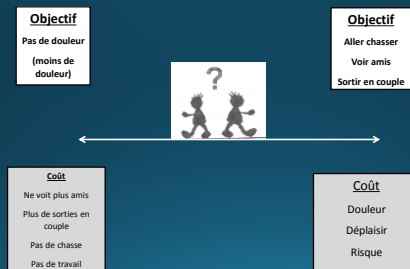 Objectif
Pas de douleur
(moins de
douleur)
Objectif
Aller chasser
Voir amis
Sortir en couple
?
Coût
Ne voit plus amis
Plus de sorties en
couple
Pas de chasse
Pas de travail
Coût
Douleur
Déplaisir
Risque